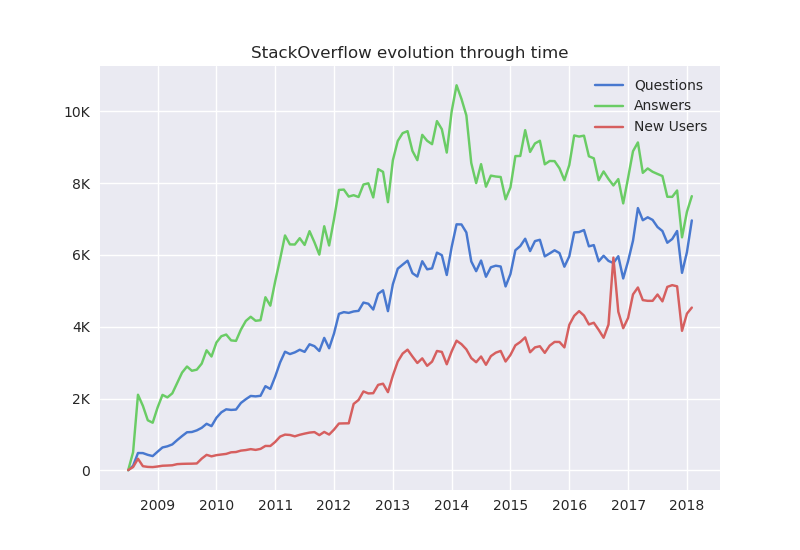 StackOverflow evolution through time
Questions
Answers
New Users
10K
8K
6K
4K
2K
0
2009 2010 2011 2012 2013 2014 2015 2016 2017 2018